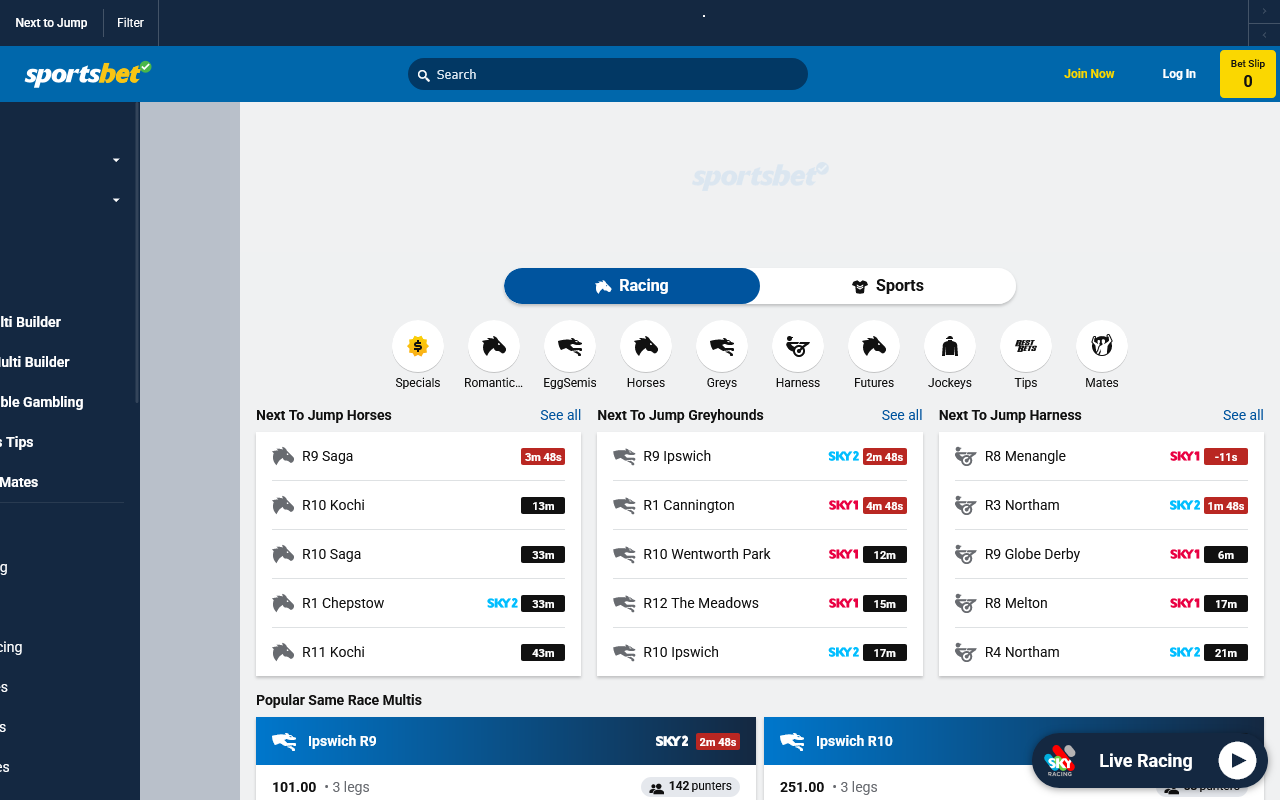 Next to Jump
Filter
sportsbet
Search
Join Now
Log In
Bet Slip
0
lti Builder
ulti Builder
ble Gambling
s Tips
Mates
g
cing
es
s
es
sportsbet
Racing
Sports
Specials
Romantic...
EggSemis
Horses
Greys
Harness
Futures
Jockeys
BEST BETS
Tips
Mates
Next To Jump Horses
See all
R9 Saga
3m 48s
R10 Kochi
13m
R10 Saga
33m
R1 Chepstow
SKY2
33m
R11 Kochi
43m
Next To Jump Greyhounds
See all
R9 Ipswich
SKY2
2m 48s
R1 Cannington
SKY1
4m 48s
R10 Wentworth Park
SKY1
12m
R12 The Meadows
SKY1
15m
R10 Ipswich
SKY2
17m
Next To Jump Harness
See all
R8 Menangle
SKY1
-11s
R3 Northam
SKY2
1m 48s
R9 Globe Derby
SKY1
6m
R8 Melton
SKY1
17m
R4 Northam
SKY2
21m
Popular Same Race Multis
Ipswich R9
SKY2
2m 48s
101.00 • 3 legs
142 punters
Ipswich R10
251.00 • 3 legs
punters
SKY
RACING
Live Racing